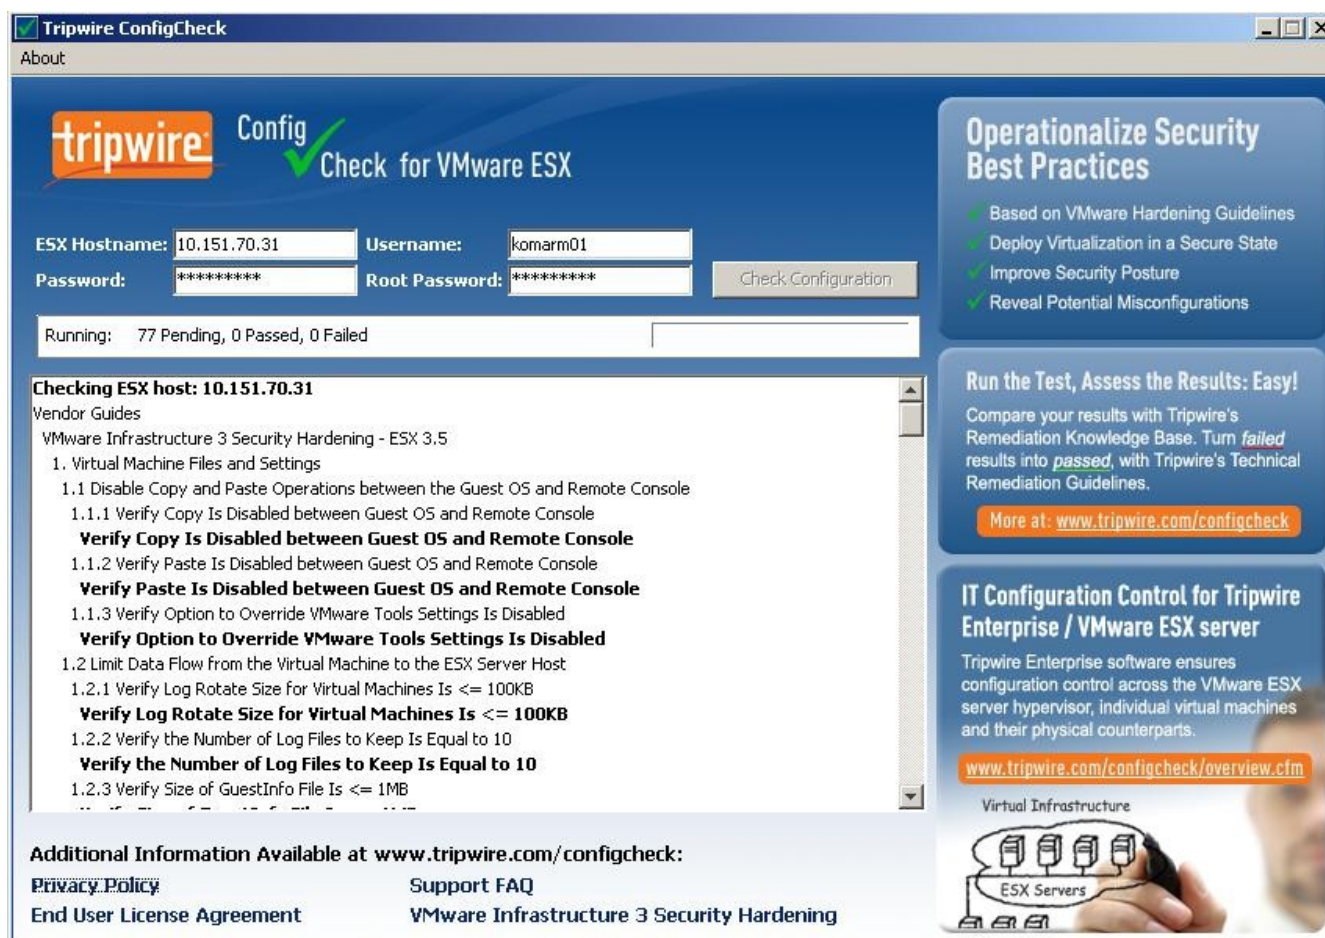 Tripwire ConfigCheck
About
tripwire
Config
Check for VMware ESX
ESX Hostname: 10.151.70.31 Username: komarm01
Password: ********* Root Password: ********* Check Configuration
Running: 77 Pending, 0 Passed, 0 Failed
Checking ESX host: 10.151.70.31
Vendor Guides
VMware Infrastructure 3 Security Hardening - ESX 3.5
1. Virtual Machine Files and Settings
1.1 Disable Copy and Paste Operations between the Guest OS and Remote Console
1.1.1 Verify Copy Is Disabled between Guest OS and Remote Console
Verify Copy Is Disabled between Guest OS and Remote Console
1.1.2 Verify Paste Is Disabled between Guest OS and Remote Console
Verify Paste Is Disabled between Guest OS and Remote Console
1.1.3 Verify Option to Override VMware Tools Settings Is Disabled
Verify Option to Override VMware Tools Settings Is Disabled
1.2 Limit Data Flow from the Virtual Machine to the ESX Server Host
1.2.1 Verify Log Rotate Size for Virtual Machines Is <= 100KB
Verify Log Rotate Size for Virtual Machines Is <= 100KB
1.2.2 Verify the Number of Log Files to Keep Is Equal to 10
Verify the Number of Log Files to Keep Is Equal to 10
1.2.3 Verify Size of GuestInfo File Is <= 1MB
Additional Information Available at www.tripwire.com/configcheck:
Privacy Policy Support FAQ
End User License Agreement VMware Infrastructure 3 Security Hardening
Operationalize Security
Best Practices
Based on VMware Hardening Guidelines
Deploy Virtualization in a Secure State
Improve Security Posture
Reveal Potential Misconfigurations
Run the Test, Assess the Results: Easy!
Compare your results with Tripwire's
Remediation Knowledge Base. Turn failed
results into passed, with Tripwire's Technical
Remediation Guidelines.
More at: www.tripwire.com/configcheck
IT Configuration Control for Tripwire
Enterprise / VMware ESX server
Tripwire Enterprise software ensures
configuration control across the VMware ESX
server hypervisor, individual virtual machines
and their physical counterparts.
www.tripwire.com/configcheck/overview.cfm
Virtual Infrastructure
ESX Servers